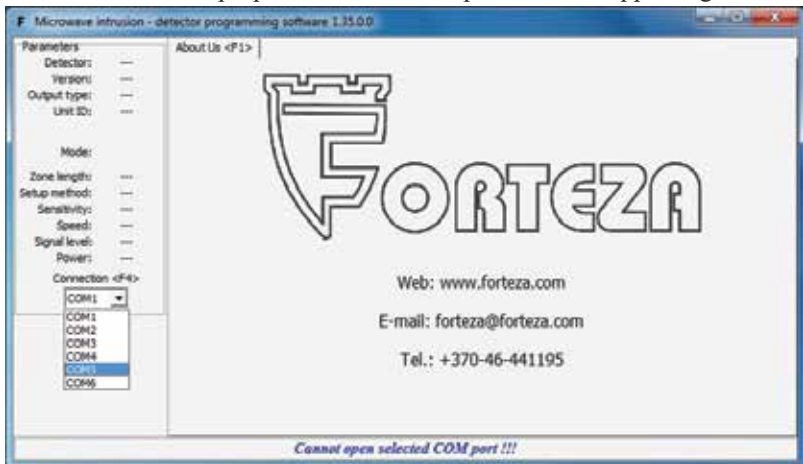 F Microwave intrusion - detector programming software 1.35.0.0
Parameters
Detector: ---
Version: ---
Output type: ---
Unit ID: ---
Mode:
Zone length: ---
Setup method: ---
Sensitivity: ---
Speed: ---
Signal level: ---
Power: ---
Connection <F4>
COM1
COM1
COM2
COM3
COM4
COM5
COM6
About Us <F1>
FORTEZA
Web: www.forteza.com
E-mail: forteza@forteza.com
Tel.: +370-46-441195
Cannot open selected COM port !!!